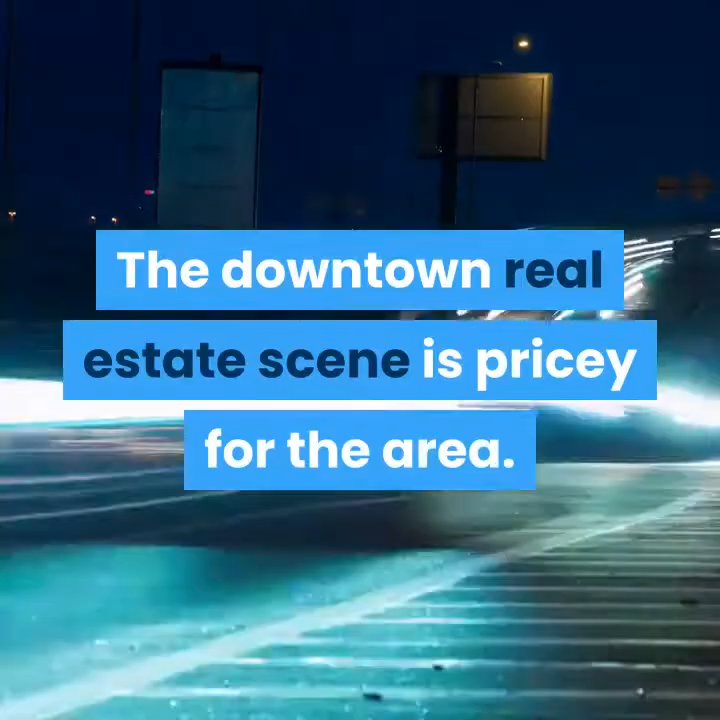 The downtown real
estate scene is pricey
for the area.